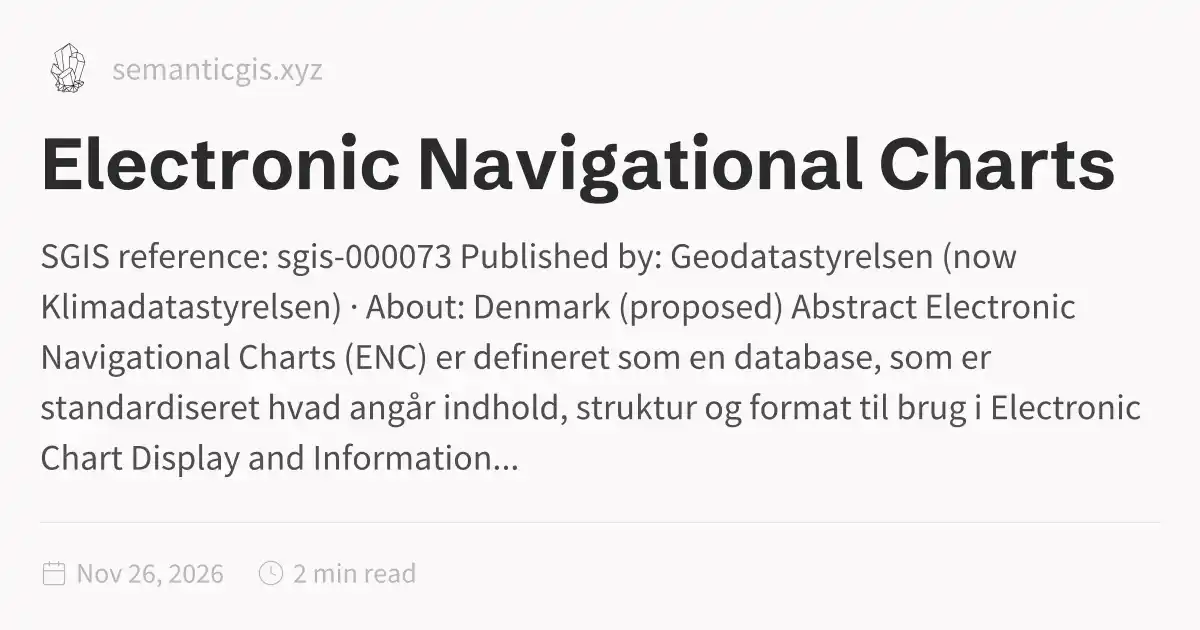 semanticgis.xyz
Electronic Navigational Charts
SGIS reference: sgis-000073 Published by: Geodatastyrelsen (now
Klimadatastyrelsen) · About: Denmark (proposed) Abstract Electronic
Navigational Charts (ENC) er defineret som en database, som er
standardiseret hvad angår indhold, struktur og format til brug i Electronic
Chart Display and Information...
Nov 26, 2026 2 min read